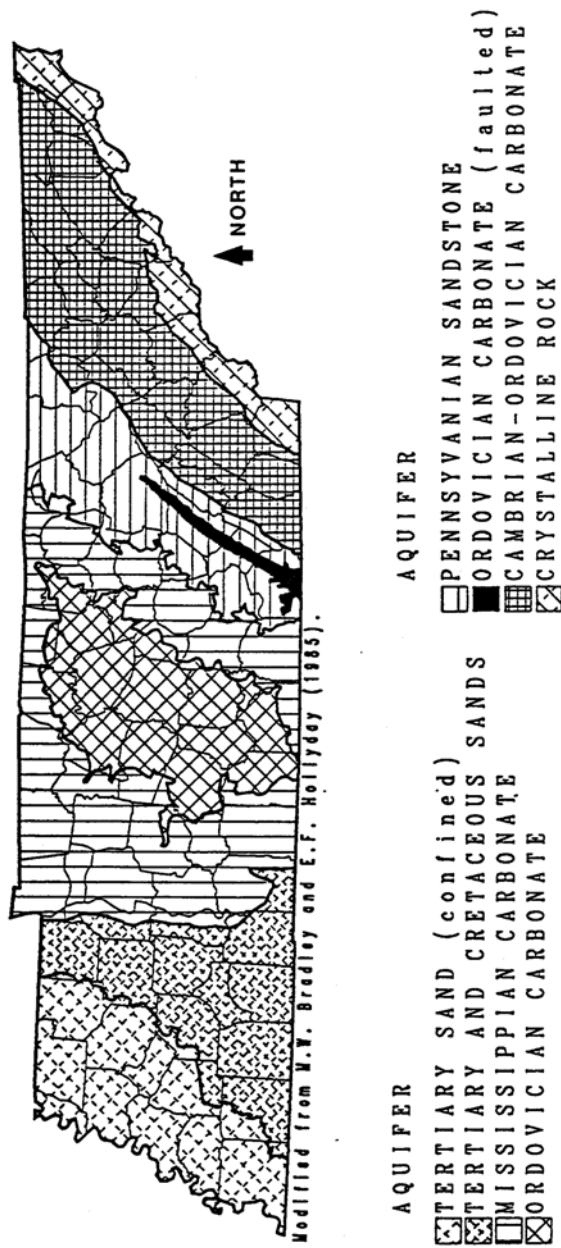 NORTH
Modified from M.W. Bradley and E.F. Hollyday (1985).
AQUIFER
TERTIARY SAND (confined)
TERTIARY AND CRETACEOUS SANDS
MISSISSIPPIAN CARBONATE
ORDOVICIAN CARBONATE
AQUIFER
PENNSYVANIAN SANDSTONE
ORDOVICIAN CARBONATE (faulted)
CAMBRIAN-ORDOVICIAN CARBONATE
CRYSTALLINE ROCK